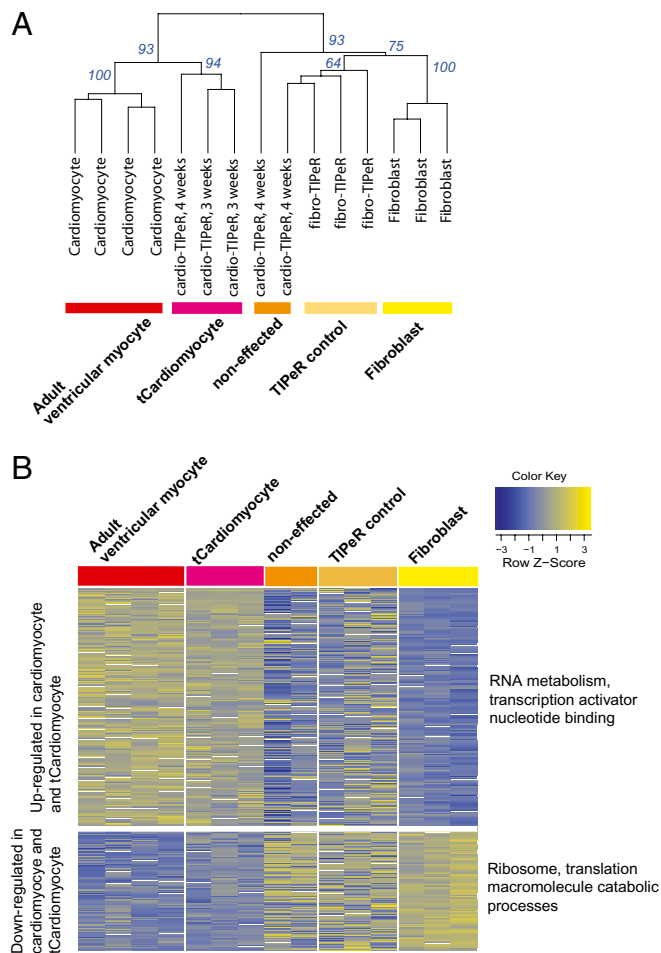 A
93
93
75
100
94
64
100
Cardiomyocyte
Cardiomyocyte
Cardiomyocyte
Cardiomyocyte
cardio-TIPeR, 4 weeks
cardio-TIPeR, 3 weeks
cardio-TIPeR, 3 weeks
cardio-TIPeR, 4 weeks
cardio-TIPeR, 4 weeks
fibro-TIPeR
fibro-TIPeR
fibro-TIPeR
Fibroblast
Fibroblast
Fibroblast
Adult
ventricular myocyte
tCardiomyocyte
non-effected
TIPeR control
Fibroblast
B
Adult
ventricular myocyte
tCardiomyocyte
non-effected
TIPeR control
Fibroblast
Color Key
−3 −1 1 3
Row Z−Score
Up-regulated in cardiomyocyte
and tCardiomyocyte
RNA metabolism,
transcription activator
nucleotide binding
Down-regulated in
cardiomyocye and
tCardiomyocyte
Ribosome, translation
macromolecule catabolic
processes